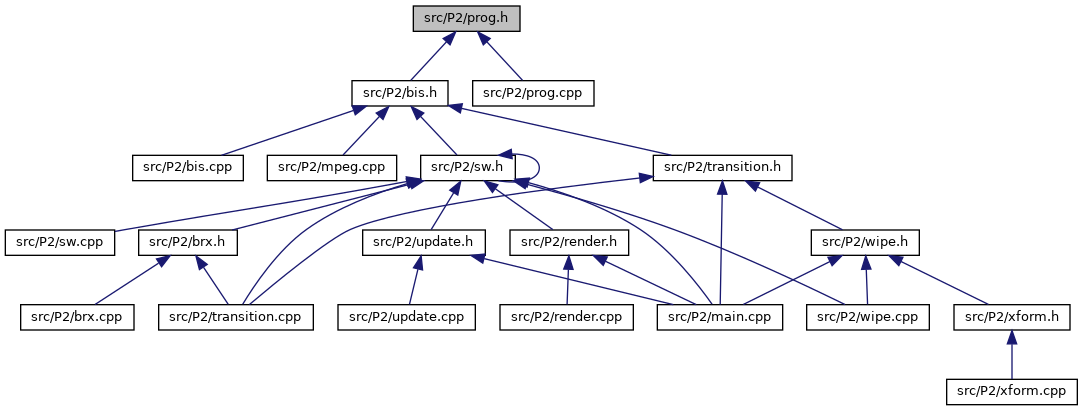 src/P2/prog.h
src/P2/bis.h
src/P2/prog.cpp
src/P2/bis.cpp
src/P2/mpeg.cpp
src/P2/sw.h
src/P2/transition.h
src/P2/sw.cpp
src/P2/brx.h
src/P2/update.h
src/P2/render.h
src/P2/wipe.h
src/P2/brx.cpp
src/P2/transition.cpp
src/P2/update.cpp
src/P2/render.cpp
src/P2/main.cpp
src/P2/wipe.cpp
src/P2/xform.h
src/P2/xform.cpp